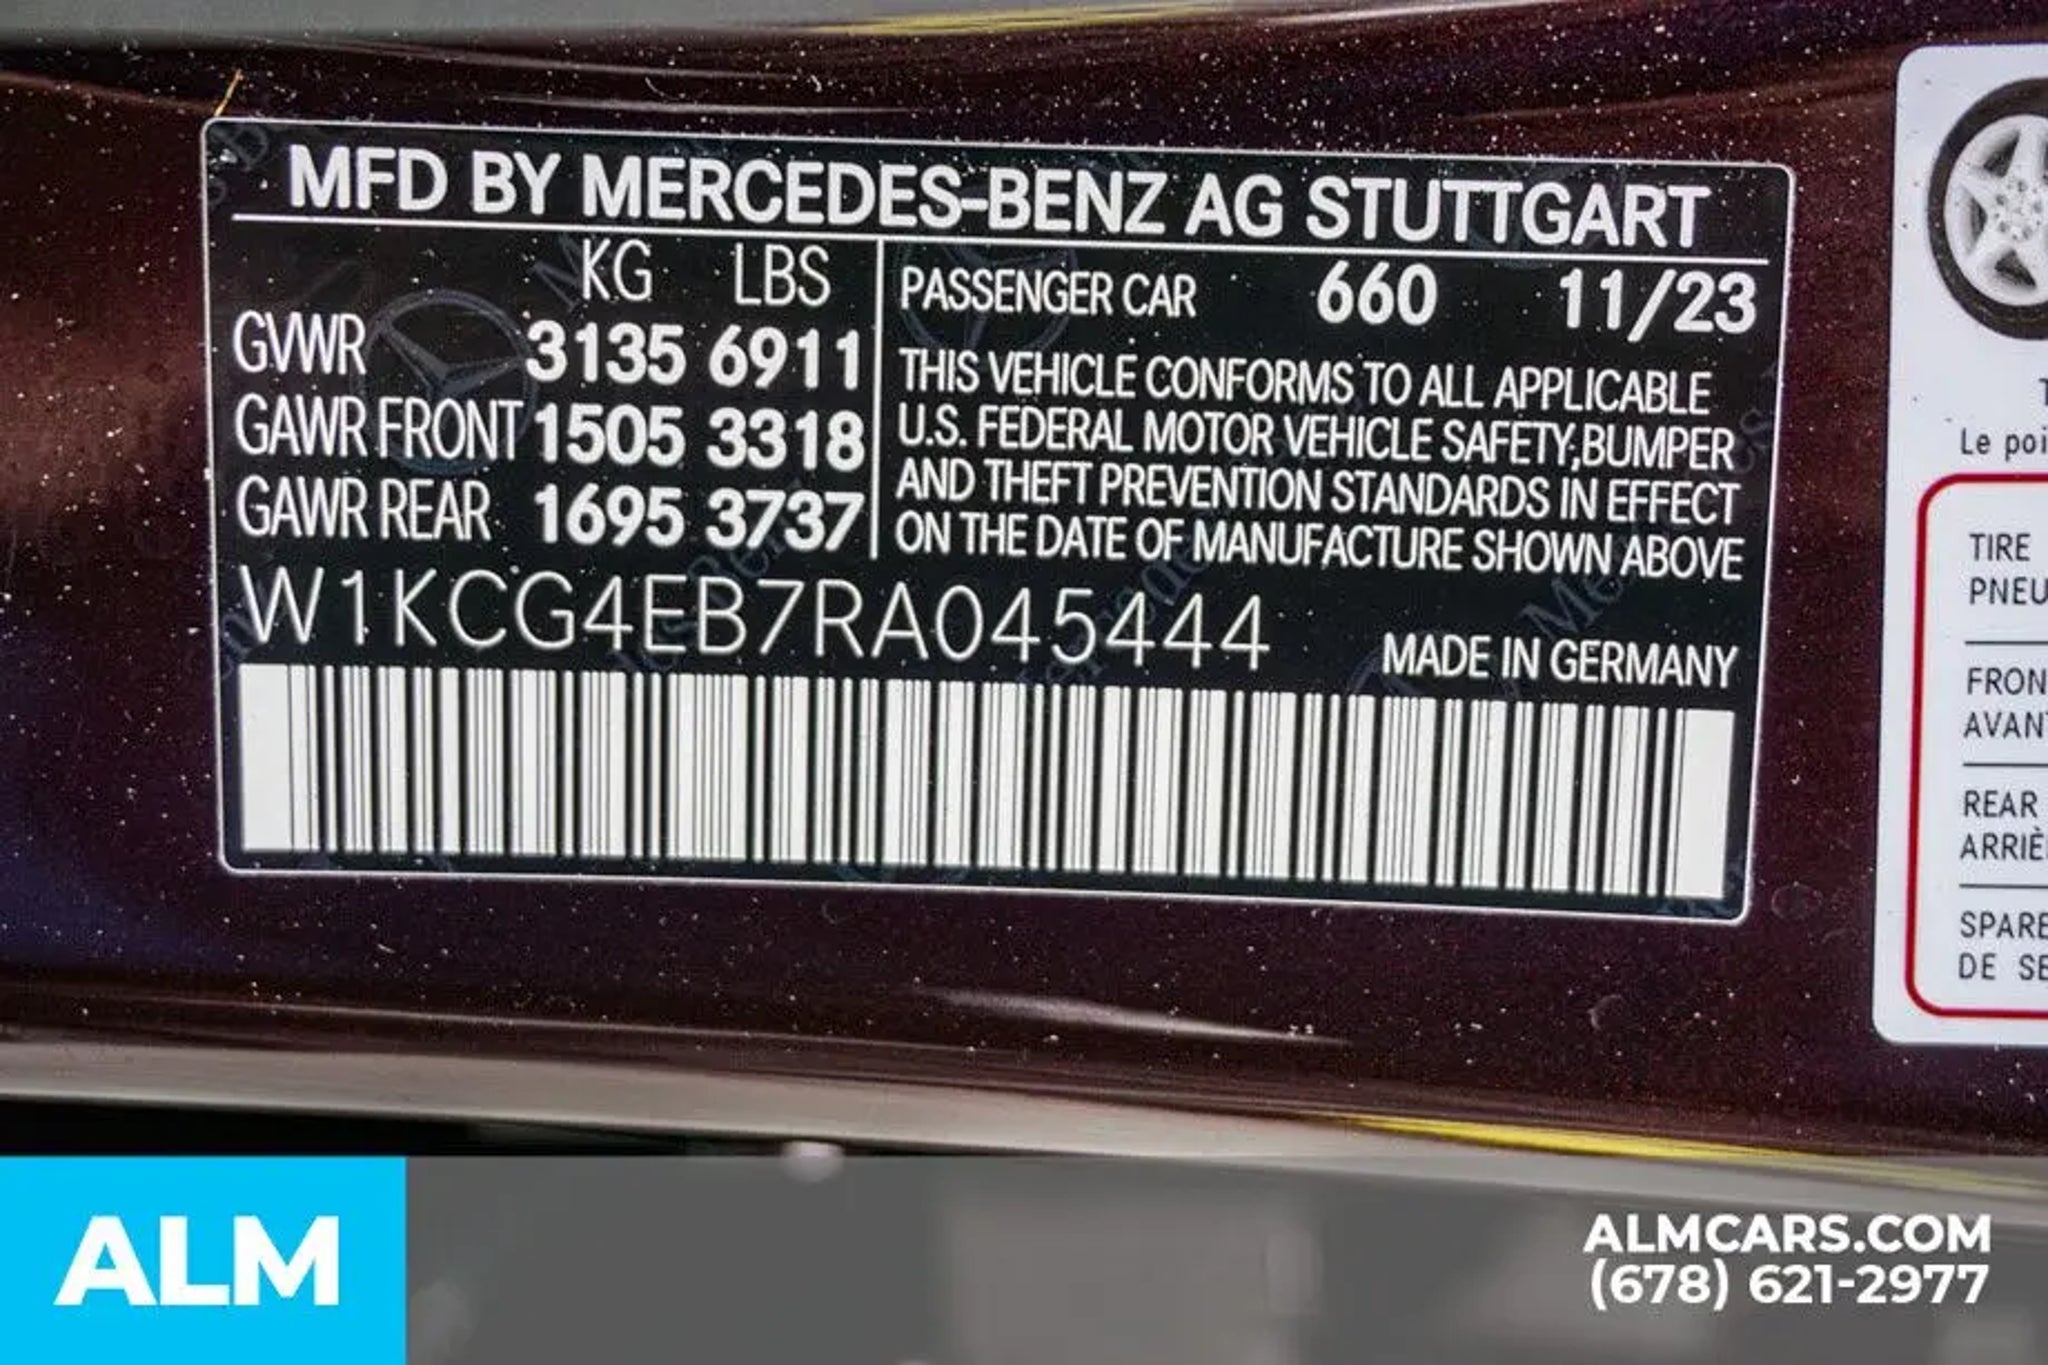 MFD BY MERCEDES-BENZ AG STUTTGART
KG LBS
GVWR 3135 6911
GAWR FRONT 1505 3318
GAWR REAR 1695 3737
PASSENGER CAR 660 11/23
THIS VEHICLE CONFORMS TO ALL APPLICABLE
U.S. FEDERAL MOTOR VEHICLE SAFETY, BUMPER
AND THEFT PREVENTION STANDARDS IN EFFECT
ON THE DATE OF MANUFACTURE SHOWN ABOVE
W1KCG4EB7RA045444
MADE IN GERMANY
Le poi
TIRE
PNEU
FRON
AVANT
REAR
ARRIÈ
SPARE
DE SE
ALM
ALMCARS.COM
(678) 621-2977